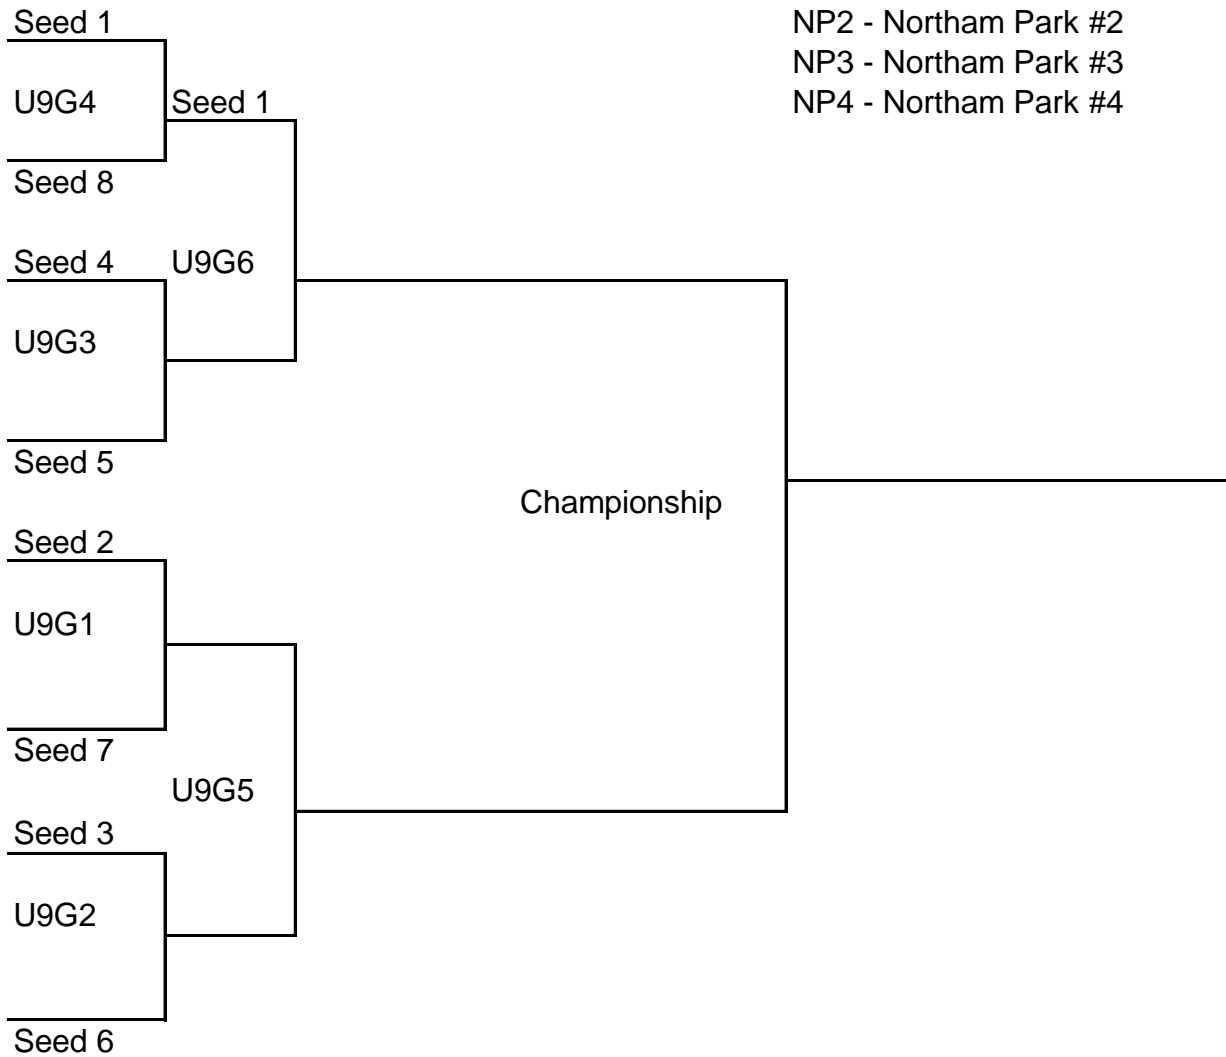 Seed 1
NP2 - Northam Park #2
NP3 - Northam Park #3
U9G4
Seed 1
NP4 - Northam Park #4
Seed 8
Seed 4
U9G6
U9G3
Seed 5
Championship
Seed 2
U9G1
Seed 7
U9G5
Seed 3
U9G2
Seed 6